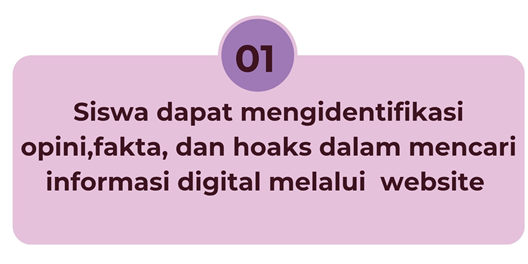 01
Siswa dapat mengidentifikasi
opini,fakta, dan hoaks dalam mencari
informasi digital melalui  website